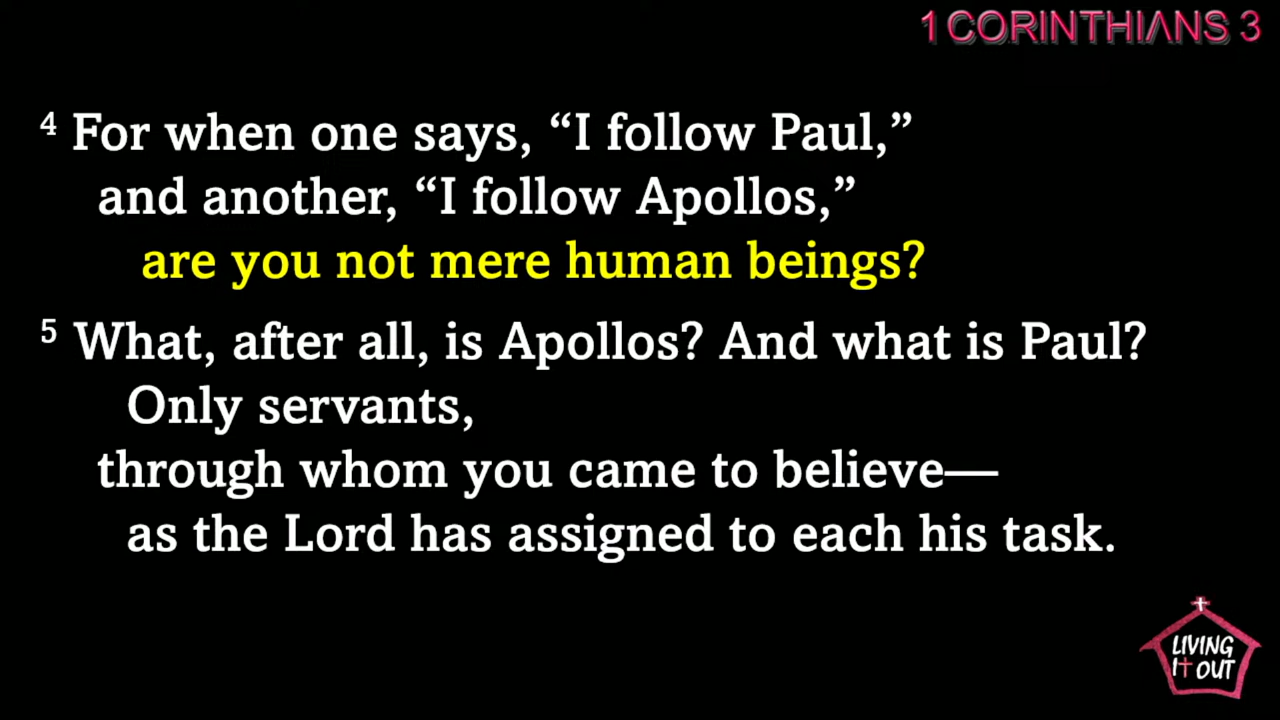 1 CORINTHIANS 3
4 For when one says, “I follow Paul,”
and another, “I follow Apollos,”
are you not mere human beings?
5 What, after all, is Apollos? And what is Paul?
Only servants,
through whom you came to believe—
as the Lord has assigned to each his task.
LIVING
IT OUT